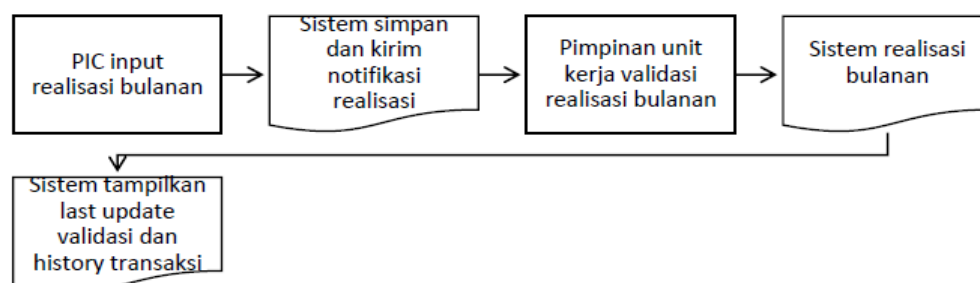 PIC input
realisasi bulanan
Sistem simpan
dan kirim
notifikasi
realisasi
Pimpinan unit
kerja validasi
realisasi bulanan
Sistem realisasi
bulanan
Sistem tampilkan
last update
validasi dan
history transaksi